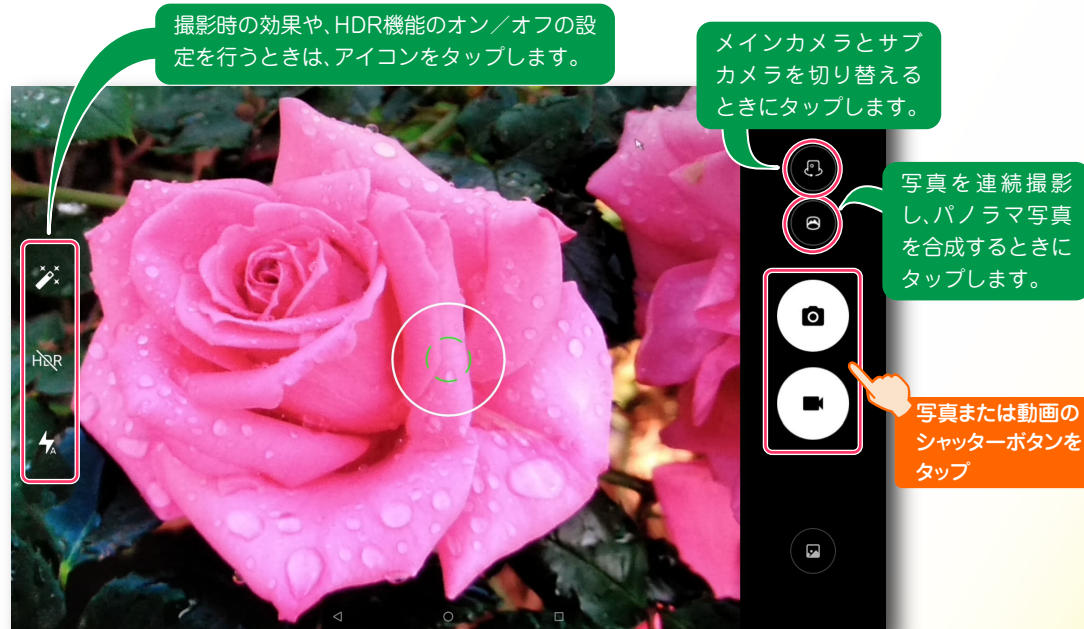 撮影時の効果や、HDR機能のオン／オフの設
定を行うときは、アイコンをタップします。
メインカメラとサブ
カメラを切り替える
ときにタップします。
写真を連続撮影
し、パノラマ写真
を合成するときに
タップします。
HDR
A
写真または動画の
シャッターボタンを
タップ